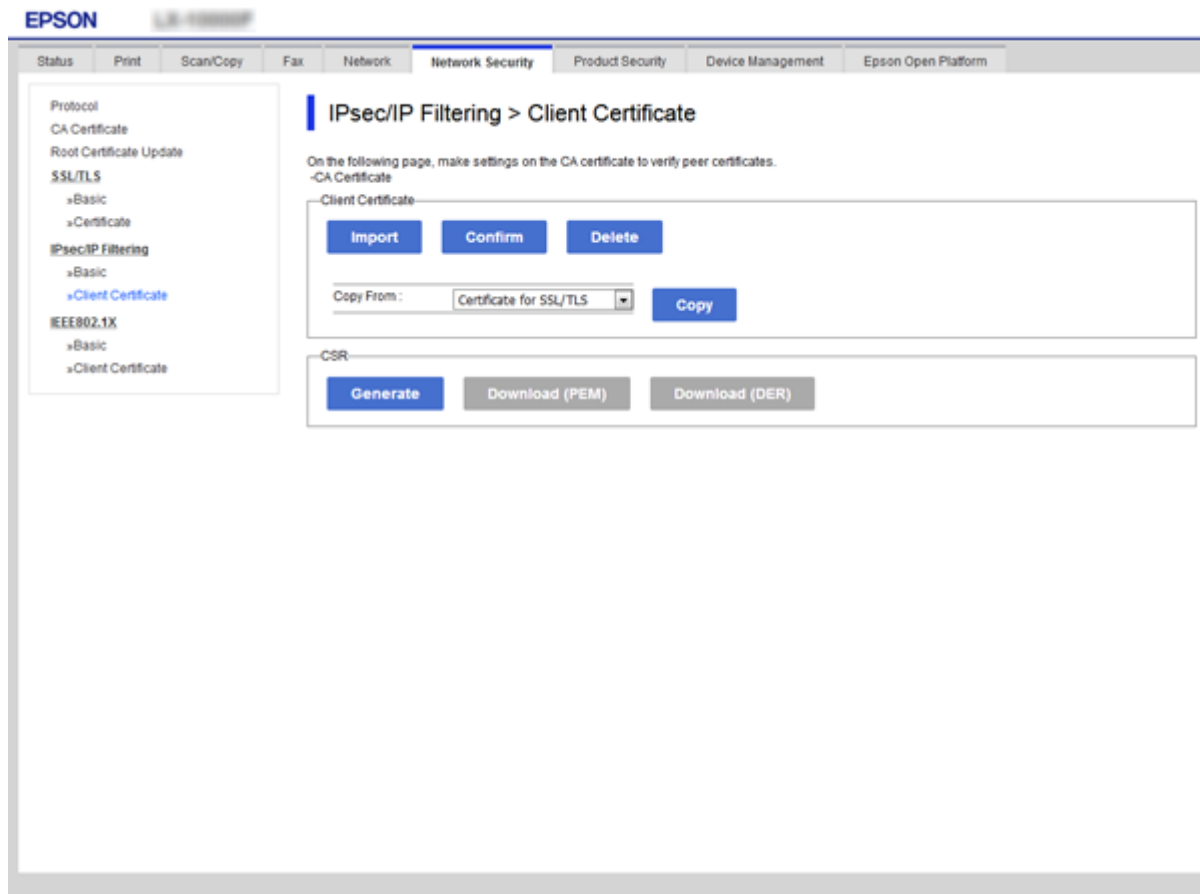 EPSON
Status Print Scan/Copy Fax Network Network Security Product Security Device Management Epson Open Platform
Protocol
CA Certificate
Root Certificate Update
SSL/TLS
»Basic
»Certificate
IPsec/IP Filtering
»Basic
»Client Certificate
IEEE802.1X
»Basic
»Client Certificate
IPsec/IP Filtering > Client Certificate
On the following page, make settings on the CA certificate to verify peer certificates.
-CA Certificate
Client Certificate
Import Confirm Delete
Copy From : Certificate for SSL/TLS Copy
CSR
Generate Download (PEM) Download (DER)